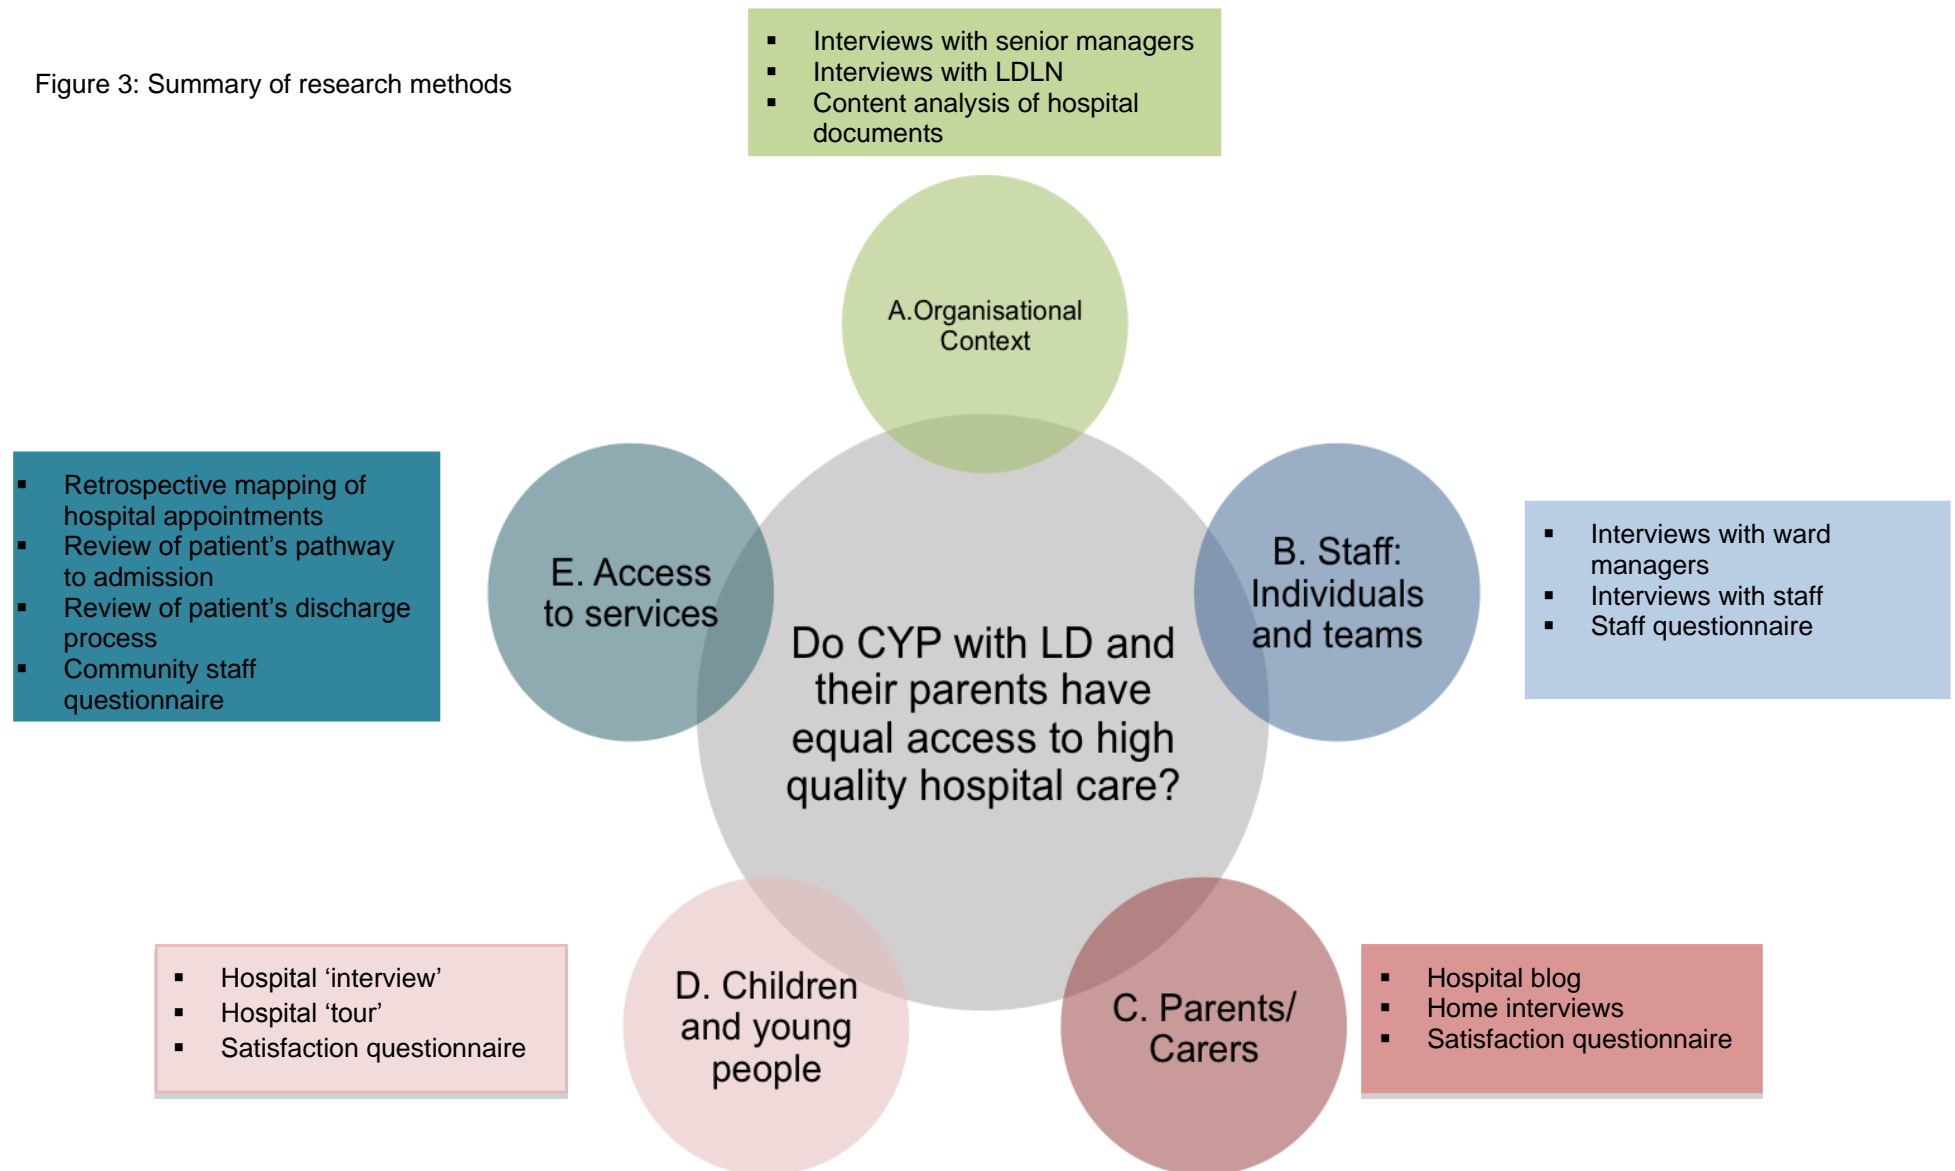 Figure 3: Summary of research methods
▪ Interviews with senior managers
▪ Interviews with LDLN
▪ Content analysis of hospital
documents
A.Organisational
Context
▪ Retrospective mapping of
hospital appointments
▪ Review of patient’s pathway
to admission
▪ Review of patient’s discharge
process
▪ Community staff
questionnaire
E. Access
to services
Do CYP with LD and
their parents have
equal access to high
quality hospital care?
B. Staff:
Individuals
and teams
▪ Interviews with ward
managers
▪ Interviews with staff
▪ Staff questionnaire
▪ Hospital ‘interview’
▪ Hospital ‘tour’
▪ Satisfaction questionnaire
D. Children
and young
people
C. Parents/
Carers
▪ Hospital blog
▪ Home interviews
▪ Satisfaction questionnaire